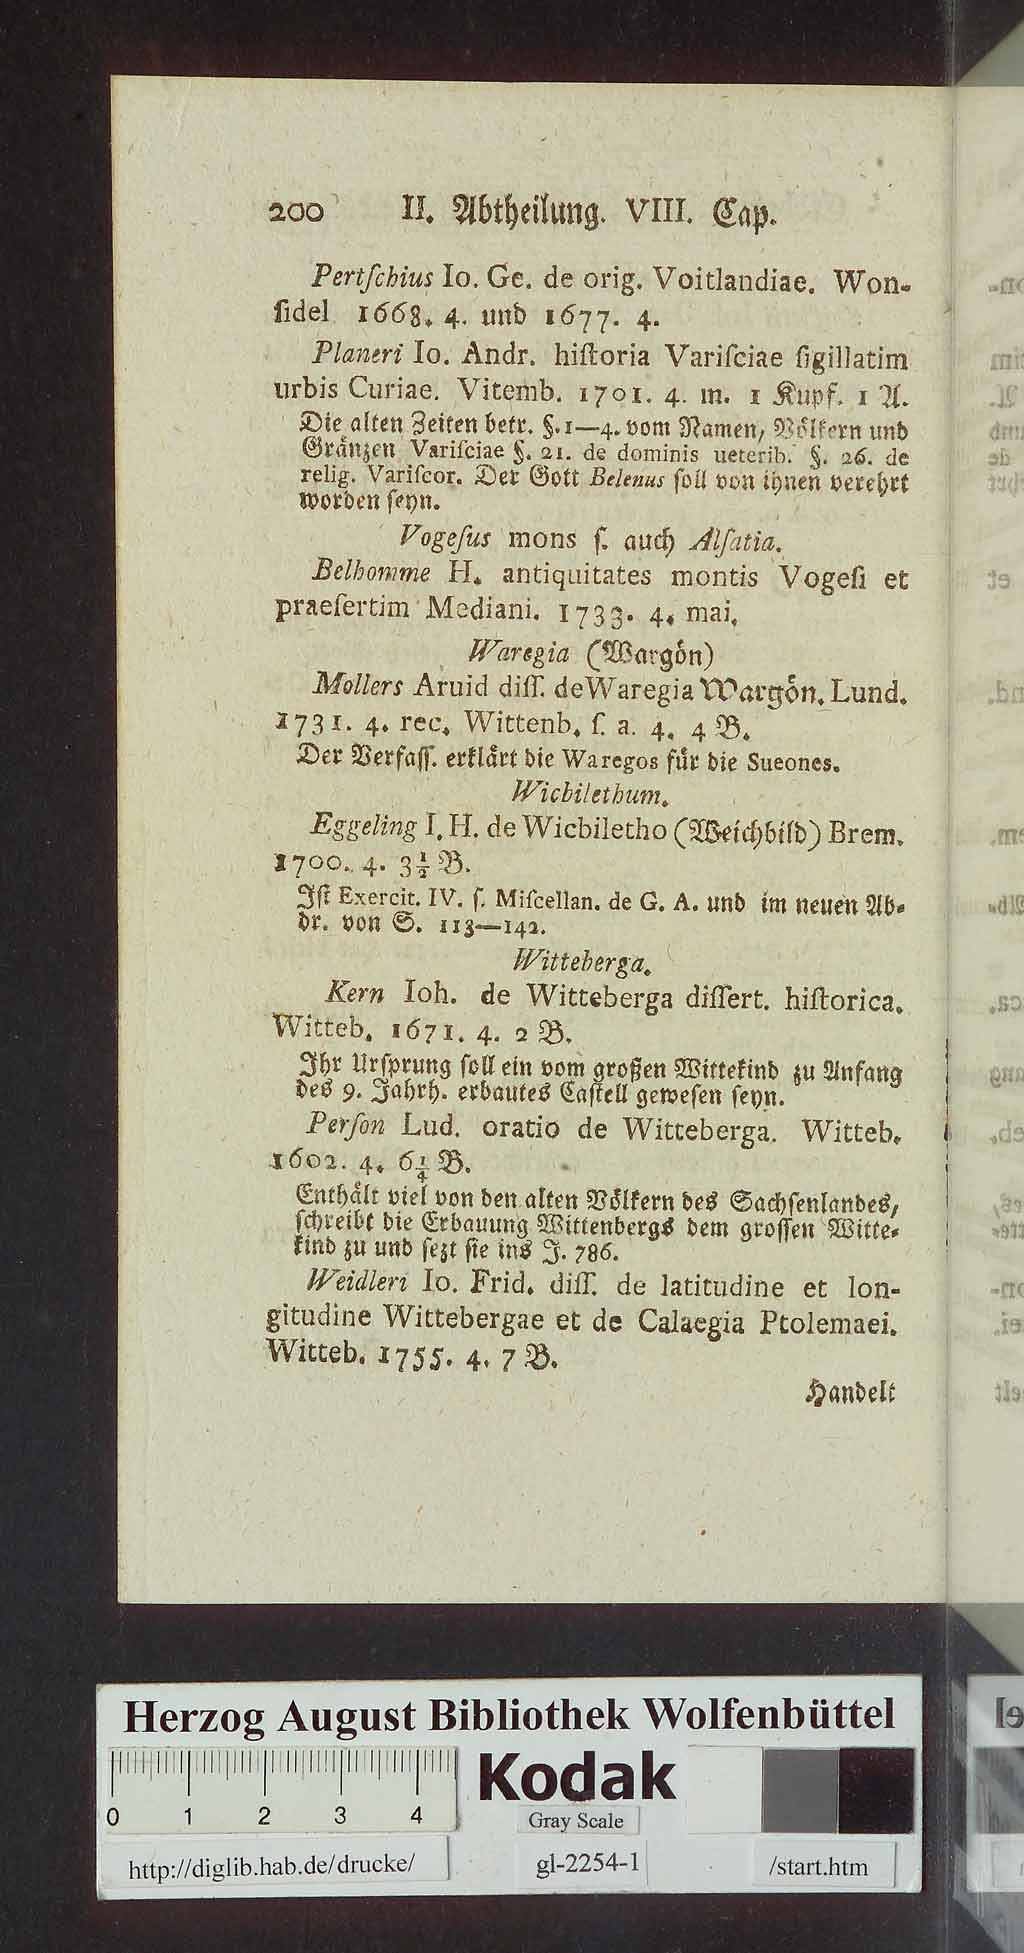 200 II. Abtheilung. VIII. Cap.
Pertſchius Io. Ge. de orig. Voitlandiae. Won-
ſidel 1668. 4. und 1677. 4.
Planeri Io. Andr. hiſtoria Variſciae ſigillatim
urbis Curiae. Vitemb. 1701. 4. m. 1 Kupf. 1 A.
Die alten Zeiten betr. §. 1—4. vom Namen, Völkern und
Gränzen Variſciae §. 21. de dominis ueterib. §. 26. de
relig. Variſcor. Der Gott Belenus ſoll von ihnen verehrt
worden ſeyn.
Vogeſus mons ſ. auch Alſatia.
Belhomme H. antiquitates montis Vogeſi et
praeſertim Mediani. 1733. 4. mai.
Waregia (Wargön)
Mollers Aruid diſſ. de Waregia Wargön. Lund.
1731. 4. rec. Wittenb. ſ. a. 4. 4 B.
Der Verfaſſ. erklärt die Waregos für die Sueones.
Wicbilethum.
Eggeling I. H. de Wicbiletho (Weichbild) Brem.
1700. 4. 3½ B.
Iſt Exercit. IV. ſ. Miſcellan. de G. A. und im neuen Ab-
dr. von S. 113—142.
Witteberga.
Kern Ioh. de Witteberga diſſert. hiſtorica.
Witteb. 1671. 4. 2 B.
Ihr Urſprung ſoll ein vom großen Wittekind zu Anfang
des 9. Jahrh. erbautes Caſtell geweſen ſeyn.
Perſon Lud. oratio de Witteberga. Witteb.
1602. 4. 6¼ B.
Enthält viel von den alten Völkern des Sachſenlandes,
ſchreibt die Erbauung Wittenbergs dem groſſen Witte-
kind zu und ſezt ſie ins J. 786.
Weidleri Io. Frid. diſſ. de latitudine et lon-
gitudine Wittebergae et de Calaegia Ptolemaei.
Witteb. 1755. 4. 7 B.
Handelt
Herzog August Bibliothek Wolfenbüttel
0 1 2 3 4
Kodak
Gray Scale
http://diglib.hab.de/drucke/ gl-2254-1 /start.htm